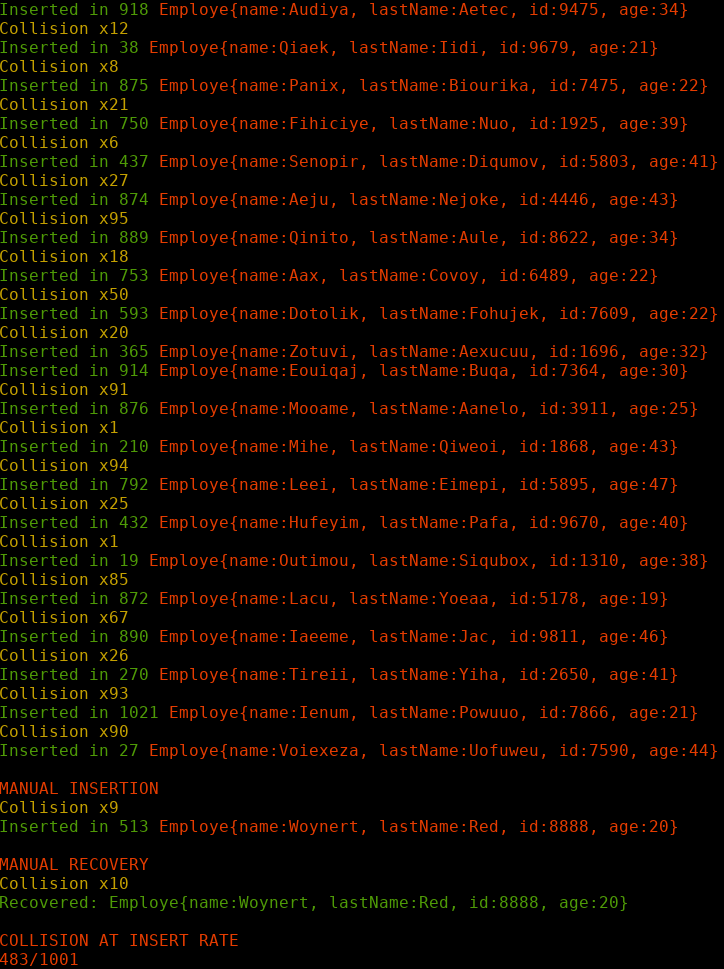 Inserted in 918 Employe{name:Audiya, lastName:Aetec, id:9475, age:34}
Collision x12
Inserted in 38 Employe{name:Qiaek, lastName:Iidi, id:9679, age:21}
Collision x8
Inserted in 875 Employe{name:Panix, lastName:Biourika, id:7475, age:22}
Collision x21
Inserted in 750 Employe{name:Fihiciye, lastName:Nuo, id:1925, age:39}
Collision x6
Inserted in 437 Employe{name:Senopir, lastName:Diqumov, id:5803, age:41}
Collision x27
Inserted in 874 Employe{name:Aeju, lastName:Nejoke, id:4446, age:43}
Collision x95
Inserted in 889 Employe{name:Qinito, lastName:Aule, id:8622, age:34}
Collision x18
Inserted in 753 Employe{name:Aax, lastName:Covoy, id:6489, age:22}
Collision x50
Inserted in 593 Employe{name:Dotolik, lastName:Fohujek, id:7609, age:22}
Collision x20
Inserted in 365 Employe{name:Zotuvi, lastName:Aexucuu, id:1696, age:32}
Inserted in 914 Employe{name:Eouiqaj, lastName:Buqa, id:7364, age:30}
Collision x91
Inserted in 876 Employe{name:Mooame, lastName:Aanelo, id:3911, age:25}
Collision x1
Inserted in 210 Employe{name:Mihe, lastName:Qiweoi, id:1868, age:43}
Collision x94
Inserted in 792 Employe{name:Leei, lastName:Eimepi, id:5895, age:47}
Collision x25
Inserted in 432 Employe{name:Hufeyim, lastName:Pafa, id:9670, age:40}
Collision x1
Inserted in 19 Employe{name:Outimou, lastName:Siqubox, id:1310, age:38}
Collision x85
Inserted in 872 Employe{name:Lacu, lastName:Yoeaa, id:5178, age:19}
Collision x67
Inserted in 890 Employe{name:Iaeeme, lastName:Jac, id:9811, age:46}
Collision x26
Inserted in 270 Employe{name:Tireii, lastName:Yiha, id:2650, age:41}
Collision x93
Inserted in 1021 Employe{name:Ienum, lastName:Powuuo, id:7866, age:21}
Collision x90
Inserted in 27 Employe{name:Voiexeza, lastName:Uofuweu, id:7590, age:44}
MANUAL INSERTION
Collision x9
Inserted in 513 Employe{name:Woynert, lastName:Red, id:8888, age:20}
MANUAL RECOVERY
Collision x10
Recovered: Employe{name:Woynert, lastName:Red, id:8888, age:20}
COLLISION AT INSERT RATE
483/1001